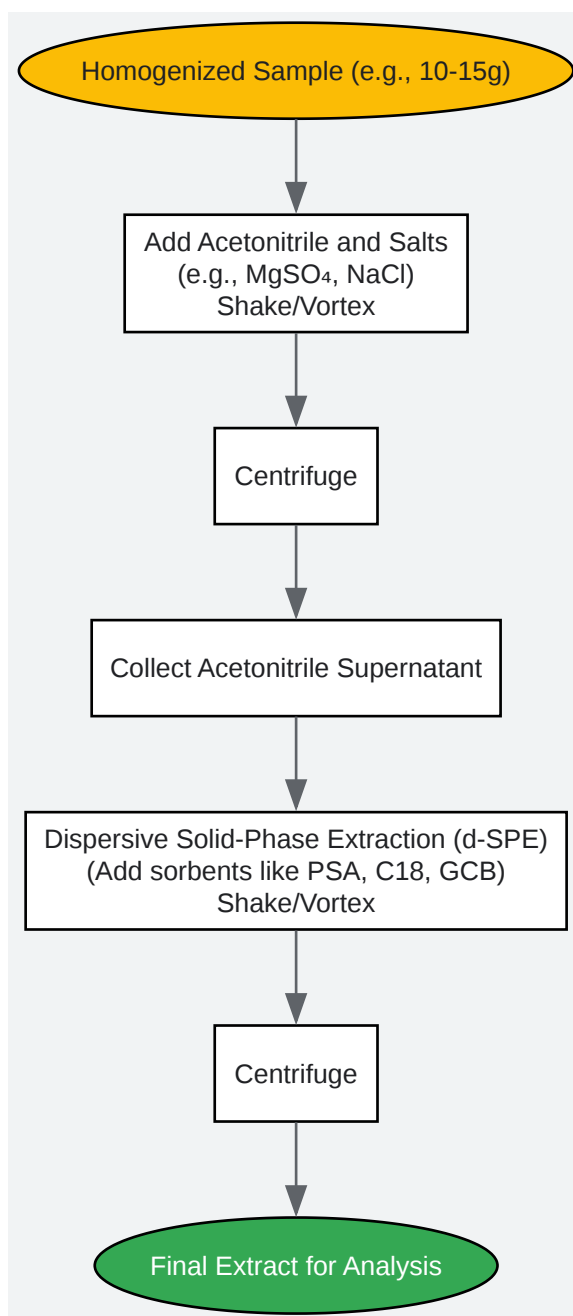 Homogenized Sample (e.g., 10-15g)
Add Acetonitrile and Salts
(e.g., MgSO₄, NaCl)
Shake/Vortex
Centrifuge
Collect Acetonitrile Supernatant
Dispersive Solid-Phase Extraction (d-SPE)
(Add sorbents like PSA, C18, GCB)
Shake/Vortex
Centrifuge
Final Extract for Analysis